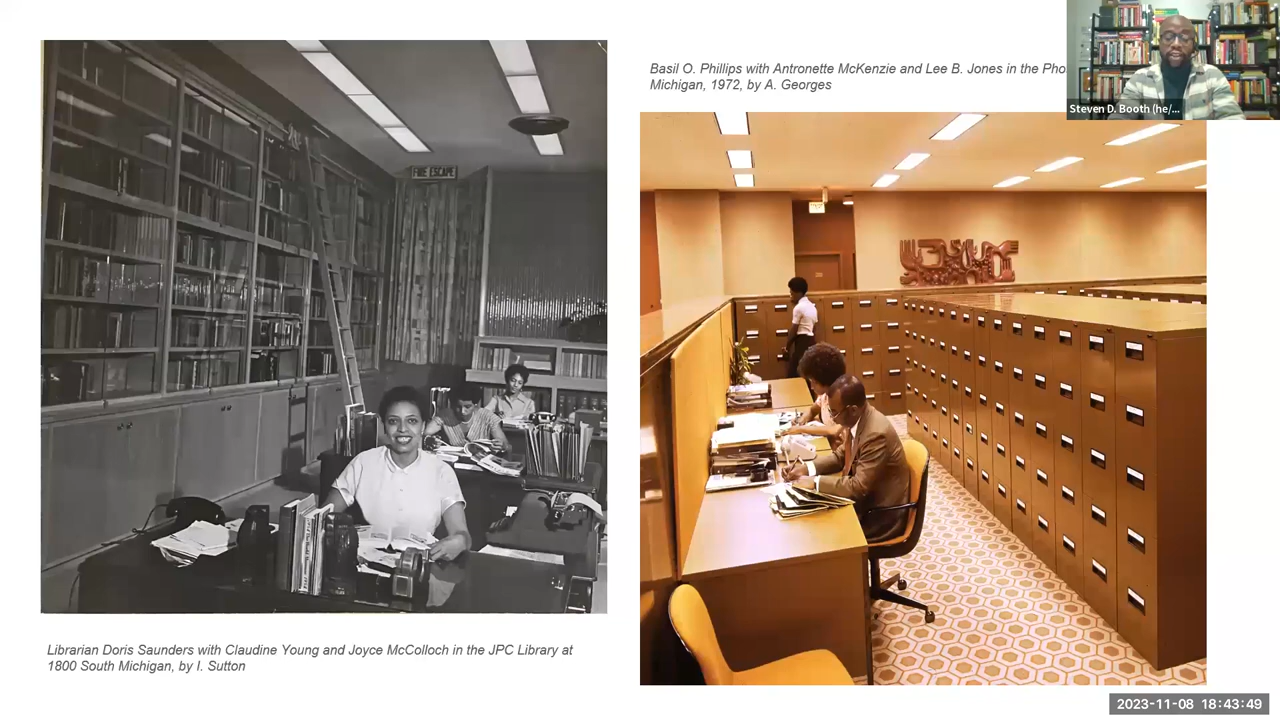 Basil O. Phillips with Antronette McKenzie and Lee B. Jones in the Pho
Michigan, 1972, by A. Georges
Steven D. Booth (he/...
FIRE ESCAPE
Librarian Doris Saunders with Claudine Young and Joyce McColloch in the JPC Library at
1800 South Michigan, by I. Sutton
2023-11-08 18:43:49